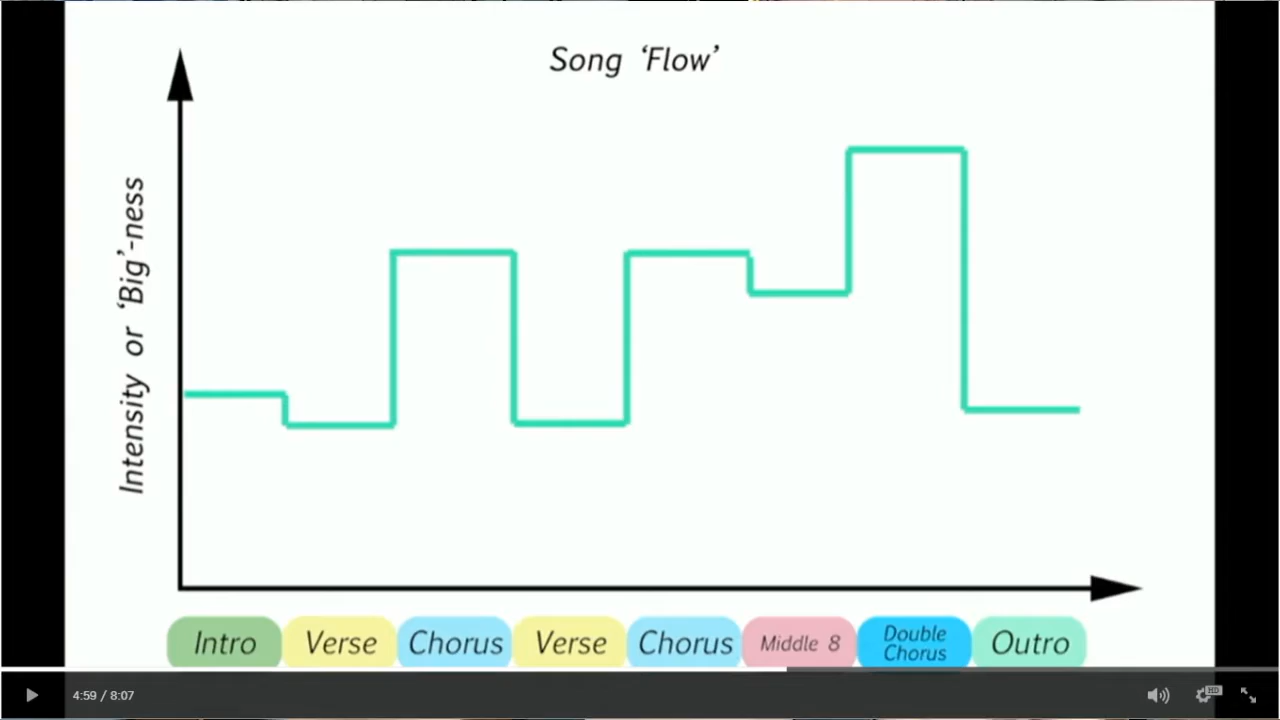 Song ‘Flow’
Intensity or ‘Big’-ness
Intro
Verse
Chorus
Verse
Chorus
Middle 8
Double
Chorus
Outro
4:59 / 8:07
HD